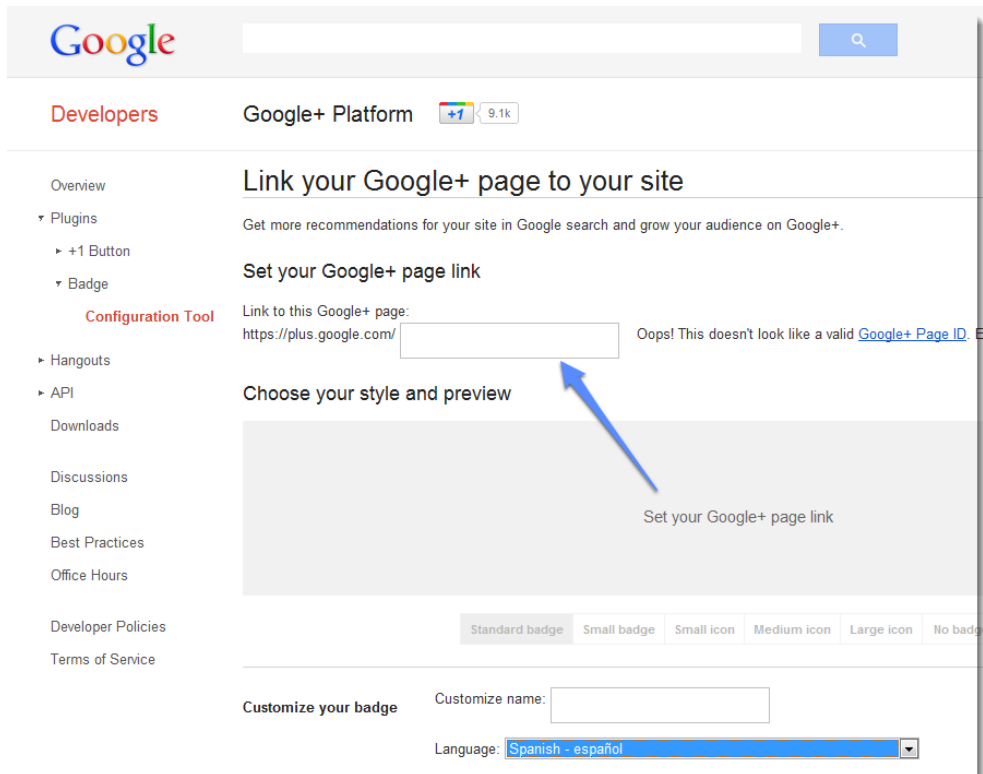 Google
Developers
Google+ Platform
+1
9.1k
Overview
Plugins
+1 Button
Badge
Configuration Tool
Hangouts
API
Downloads
Discussions
Blog
Best Practices
Office Hours
Developer Policies
Terms of Service
Link your Google+ page to your site
Get more recommendations for your site in Google search and grow your audience on Google+.
Set your Google+ page link
Link to this Google+ page:
https://plus.google.com/
Oops! This doesn't look like a valid Google+ Page ID. E
Choose your style and preview
Set your Google+ page link
Standard badge Small badge Small icon Medium icon Large icon No badg
Customize your badge
Customize name:
Language: Spanish - español